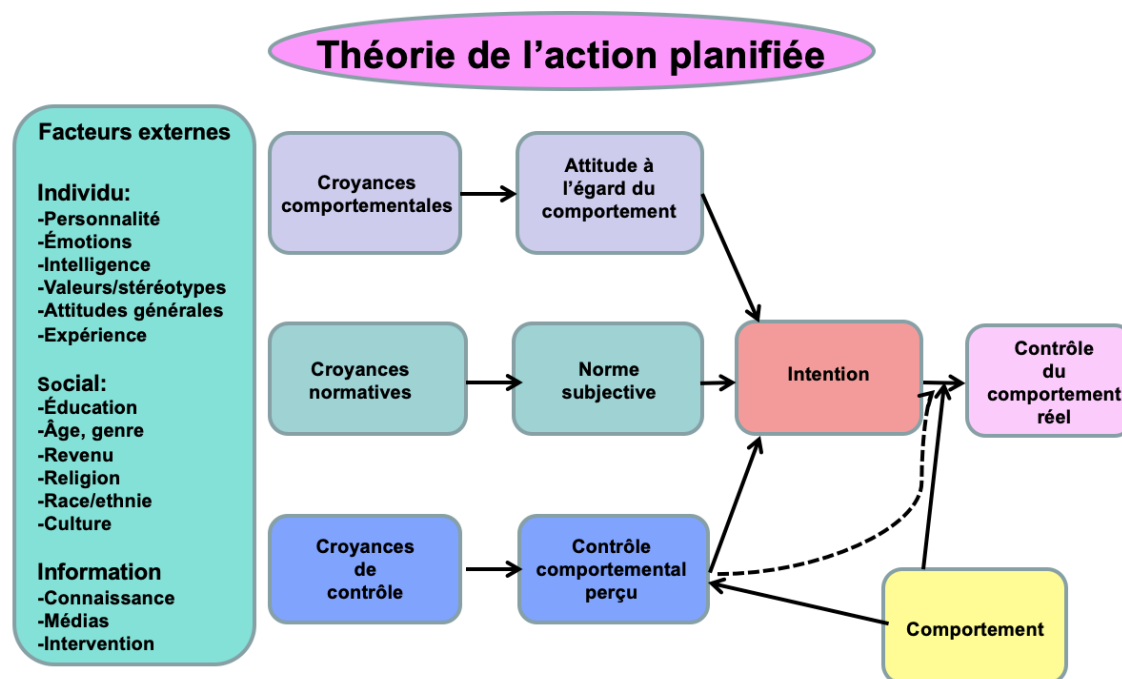 Théorie de l’action planifiée
Facteurs externes
Individu:
-Personnalité
-Émotions
-Intelligence
-Valeurs/stéréotypes
-Attitudes générales
-Expérience
Social:
-Éducation
-Âge, genre
-Revenu
-Religion
-Race/ethnie
-Culture
Information
-Connaissance
-Médias
-Intervention
Croyances
comportementales
Attitude à
l’égard du
comportement
Croyances
normatives
Norme
subjective
Intention
Contrôle
du
comportement
réel
Croyances
de
contrôle
Contrôle
comportemental
perçu
Comportement